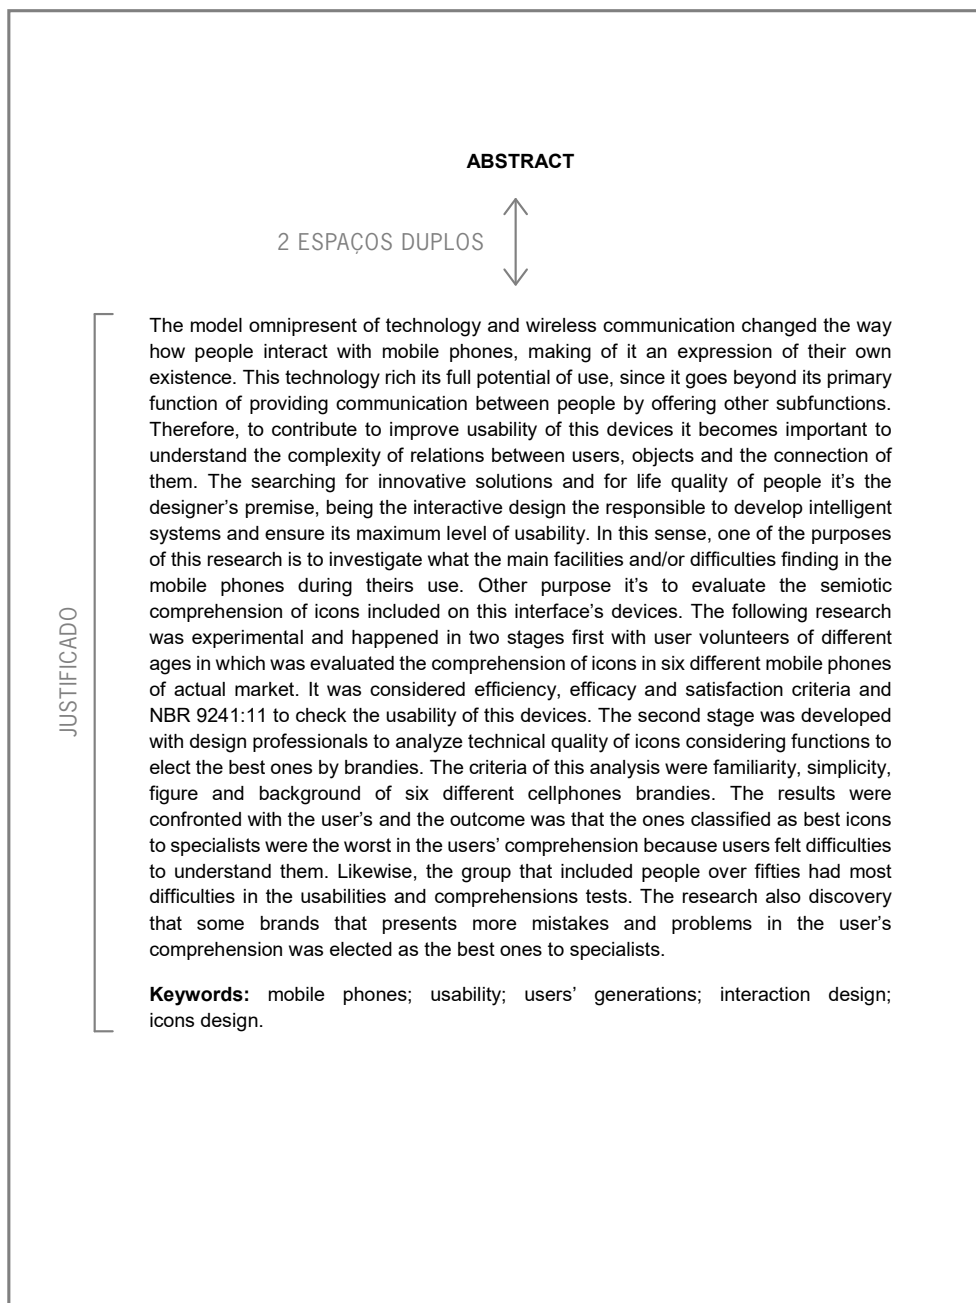 ABSTRACT
2 ESPAÇOS DUPLOS
The model omnipresent of technology and wireless communication changed the way
how people interact with mobile phones, making of it an expression of their own
existence. This technology rich its full potential of use, since it goes beyond its primary
function of providing communication between people by offering other subfunctions.
Therefore, to contribute to improve usability of this devices it becomes important to
understand the complexity of relations between users, objects and the connection of
them. The searching for innovative solutions and for life quality of people it's the
designer's premise, being the interactive design the responsible to develop intelligent
systems and ensure its maximum level of usability. In this sense, one of the purposes
of this research is to investigate what the main facilities and/or difficulties finding in the
mobile phones during theirs use. Other purpose it's to evaluate the semiotic
comprehension of icons included on this interface's devices. The following research
was experimental and happened in two stages first with user volunteers of different
ages in which was evaluated the comprehension of icons in six different mobile phones
of actual market. It was considered efficiency, efficacy and satisfaction criteria and
NBR 9241:11 to check the usability of this devices. The second stage was developed
with design professionals to analyze technical quality of icons considering functions to
elect the best ones by brandies. The criteria of this analysis were familiarity, simplicity,
figure and background of six different cellphones brandies. The results were
confronted with the user's and the outcome was that the ones classified as best icons
to specialists were the worst in the users' comprehension because users felt difficulties
to understand them. Likewise, the group that included people over fifties had most
difficulties in the usabilities and comprehensions tests. The research also discovery
that some brands that presents more mistakes and problems in the user's
comprehension was elected as the best ones to specialists.
Keywords: mobile phones; usability; users' generations; interaction design;
icons design.
JUSTIFICADO